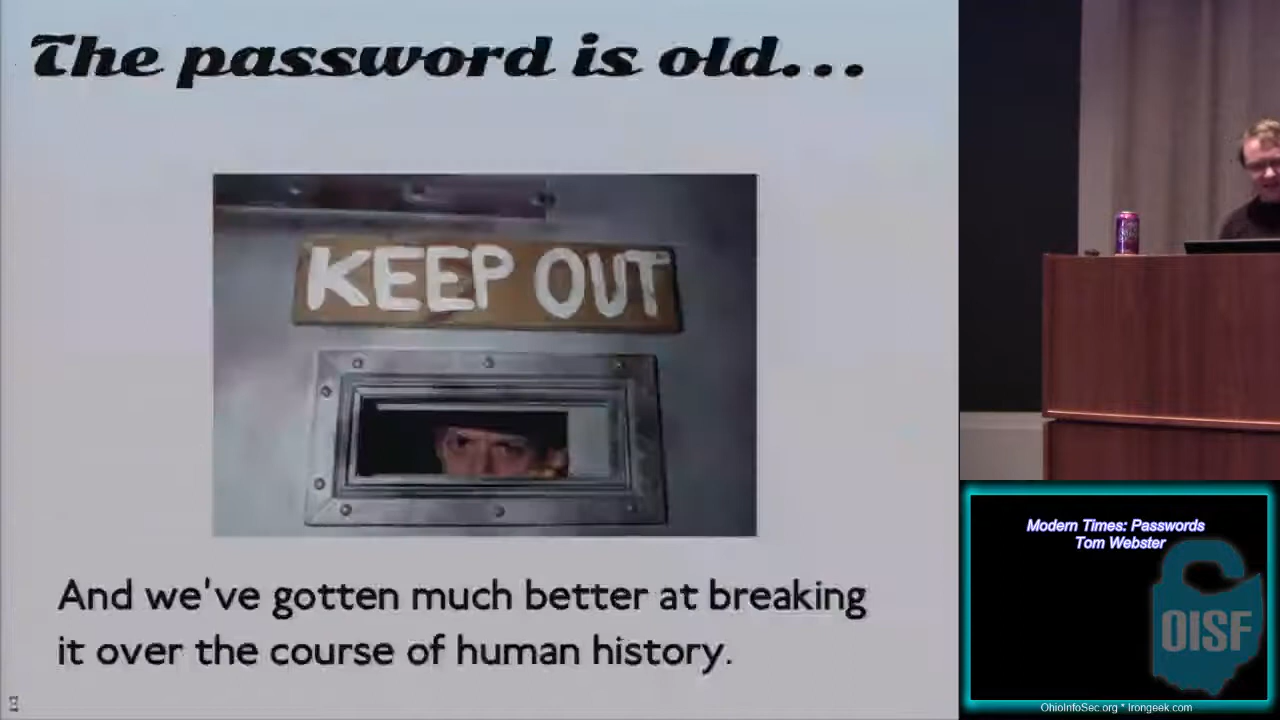 The password is old...
KEEP OUT
And we've gotten much better at breaking
it over the course of human history.
Modern Times: Passwords
Tom Webster
OISF
OhioInfoSec.org * Irongeek.com